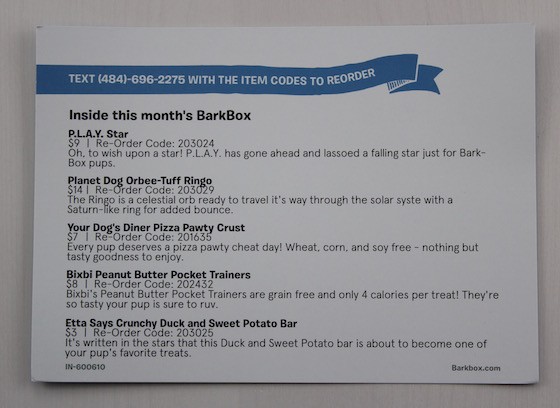 TEXT (484)-696-2275 WITH THE ITEM CODES TO REORDER
Inside this month's BarkBox
P.L.A.Y. Star
$9 | Re-Order Code: 203024
Oh, to wish upon a star! P.L.A.Y. has gone ahead and lassoed a falling star just for Bark-
Box pups.
Planet Dog Orbee-Tuff Ringo
$14 | Re-Order Code: 203029
The Ringo is a celestial orb ready to travel it's way through the solar syste with a
Saturn-like ring for added bounce.
Your Dog's Diner Pizza Pawty Crust
$7 | Re-Order Code: 201635
Every pup deserves a pizza pawty cheat day! Wheat, corn, and soy free - nothing but
tasty goodness to enjoy.
Bixbi Peanut Butter Pocket Trainers
$8 | Re-Order Code: 202432
Bixbi's Peanut Butter Pocket Trainers are grain free and only 4 calories per treat! They're
so tasty your pup is sure to ruv.
Etta Says Crunchy Duck and Sweet Potato Bar
$3 | Re-Order Code: 203025
It's written in the stars that this Duck and Sweet Potato bar is about to become one of
your pup's favorite treats.
IN-600610
Barkbox.com